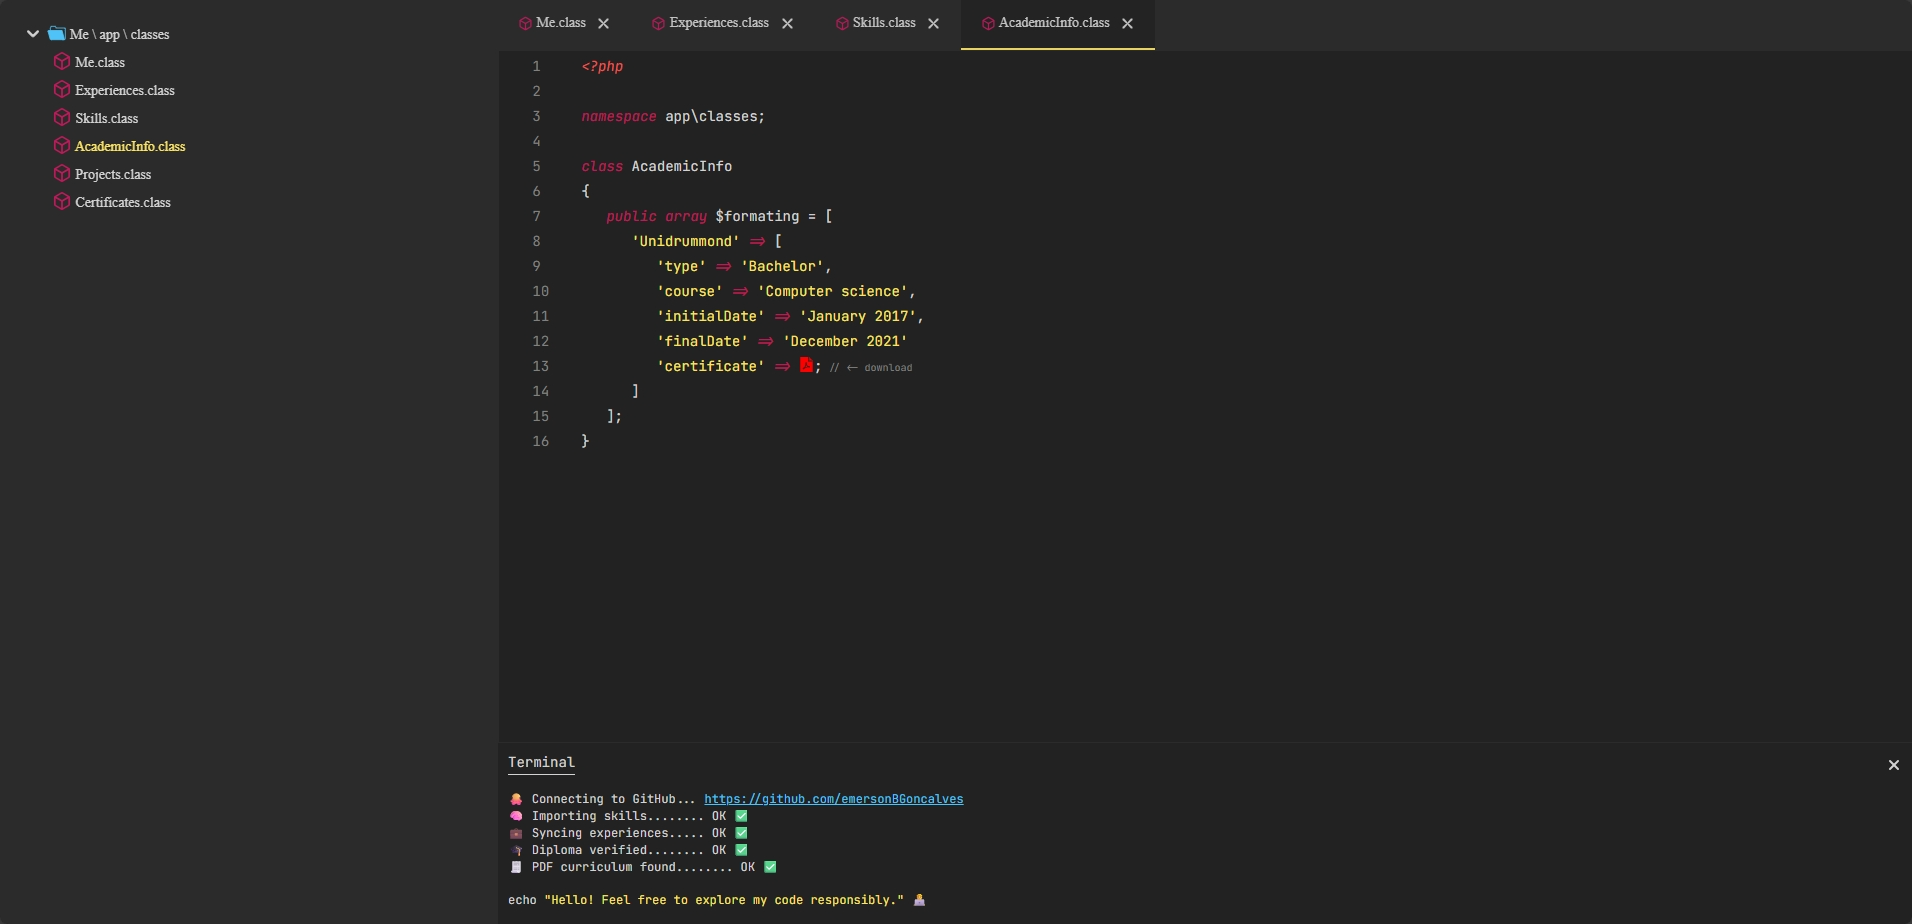 Me \ app \ classes
Me.class
Experiences.class
Skills.class
AcademicInfo.class
Projects.class
Certificates.class
Me.class Experiences.class Skills.class AcademicInfo.class
1 <?php
2
3 namespace app\classes;
4
5 class AcademicInfo
6 {
7 public array $formating = [
8 'Unidrummond' => [
9 'type' => 'Bachelor',
10 'course' => 'Computer science',
11 'initialDate' => 'January 2017',
12 'finalDate' => 'December 2021'
13 'certificate' => ; // <- download
14 ]
15 ];
16 }
Terminal
Connecting to GitHub... https://github.com/emersonBGoncalves
Importing skills........ OK ✅
Syncing experiences..... OK ✅
Diploma verified........ OK ✅
PDF curriculum found........ OK ✅
echo "Hello! Feel free to explore my code responsibly."